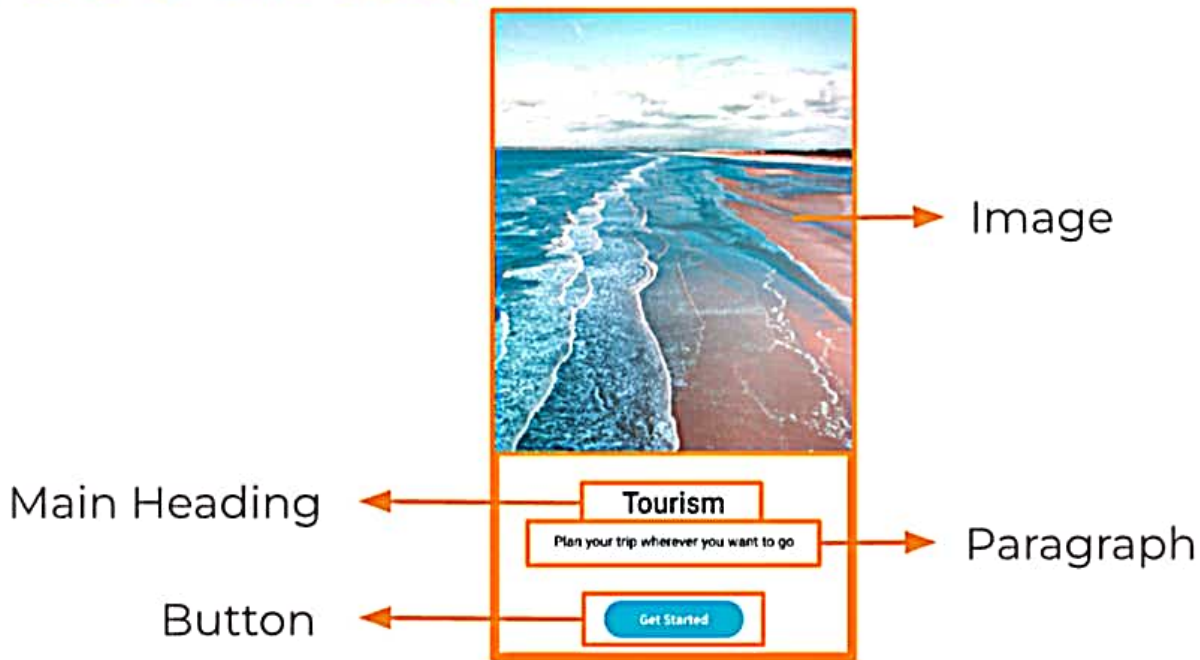 Image
Main Heading
Tourism
Plan your trip wherever you want to go
Paragraph
Button
Get Started